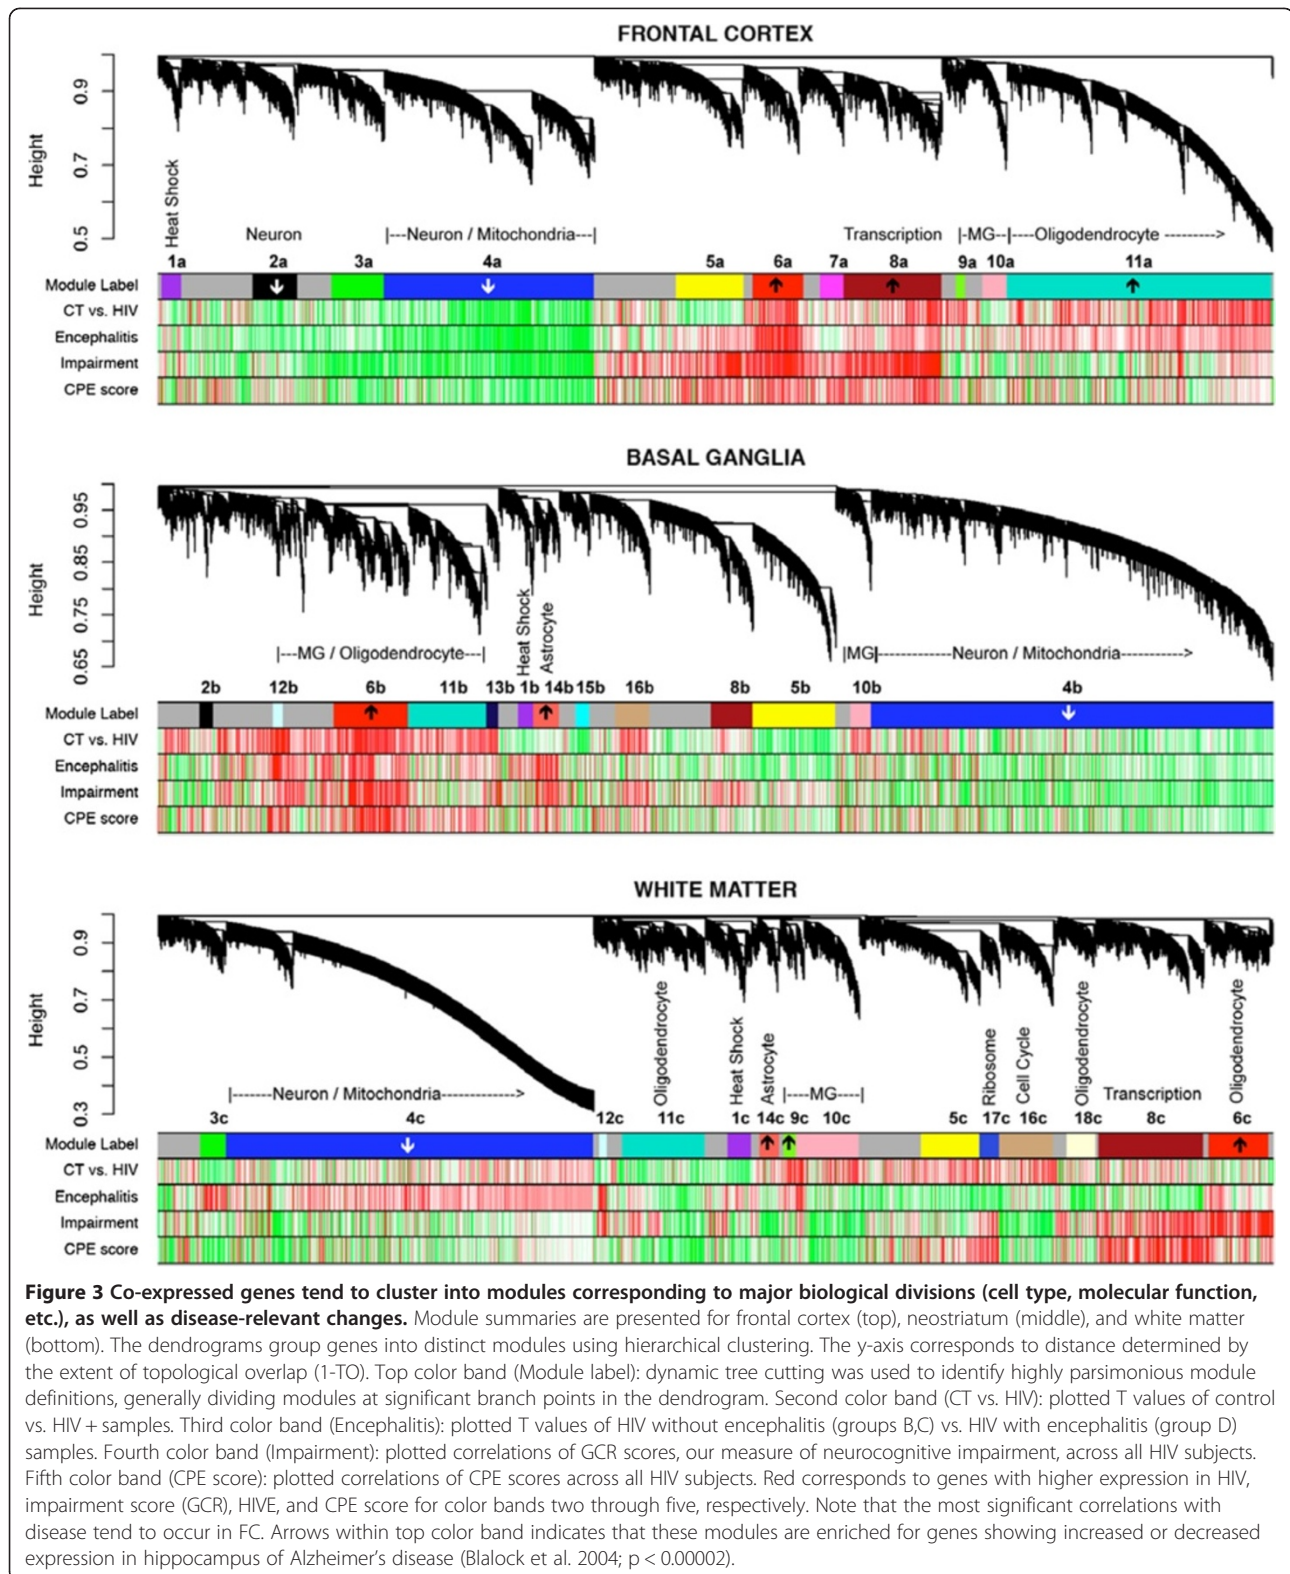 FRONTAL CORTEX
Height
0.9
0.7
0.5
Heat Shock
Neuron
|---Neuron / Mitochondria---|
Transcription
|-MG--|----Oligodendrocyte -------->
1a 2a 3a 4a 5a 6a 7a 8a 9a 10a 11a
Module Label
CT vs. HIV
Encephalitis
Impairment
CPE score
BASAL GANGLIA
Height
0.95
0.85
0.75
0.65
|---MG / Oligodendrocyte---|
Heat Shock
Astrocyte
|MG|------------Neuron / Mitochondria----------->
2b 12b 6b 11b 13b 1b 14b 15b 16b 8b 5b 10b 4b
Module Label
CT vs. HIV
Encephalitis
Impairment
CPE score
WHITE MATTER
Height
0.9
0.7
0.5
0.3
|-------Neuron / Mitochondria------------>
Oligodendrocyte
Heat Shock
Astrocyte
|----MG----|
Ribosome
Cell Cycle
Oligodendrocyte
Transcription
Oligodendrocyte
3c 4c 12c 11c 1c 14c 9c 10c 5c 17c 16c 18c 8c 6c
Module Label
CT vs. HIV
Encephalitis
Impairment
CPE score
Figure 3 Co-expressed genes tend to cluster into modules corresponding to major biological divisions (cell type, molecular function,
etc.), as well as disease-relevant changes. Module summaries are presented for frontal cortex (top), neostriatum (middle), and white matter
(bottom). The dendrograms group genes into distinct modules using hierarchical clustering. The y-axis corresponds to distance determined by
the extent of topological overlap (1-TO). Top color band (Module label): dynamic tree cutting was used to identify highly parsimonious module
definitions, generally dividing modules at significant branch points in the dendrogram. Second color band (CT vs. HIV): plotted T values of control
vs. HIV + samples. Third color band (Encephalitis): plotted T values of HIV without encephalitis (groups B,C) vs. HIV with encephalitis (group D)
samples. Fourth color band (Impairment): plotted correlations of GCR scores, our measure of neurocognitive impairment, across all HIV subjects.
Fifth color band (CPE score): plotted correlations of CPE scores across all HIV subjects. Red corresponds to genes with higher expression in HIV,
impairment score (GCR), HIVE, and CPE score for color bands two through five, respectively. Note that the most significant correlations with
disease tend to occur in FC. Arrows within top color band indicates that these modules are enriched for genes showing increased or decreased
expression in hippocampus of Alzheimer's disease (Blalock et al. 2004; p < 0.00002).